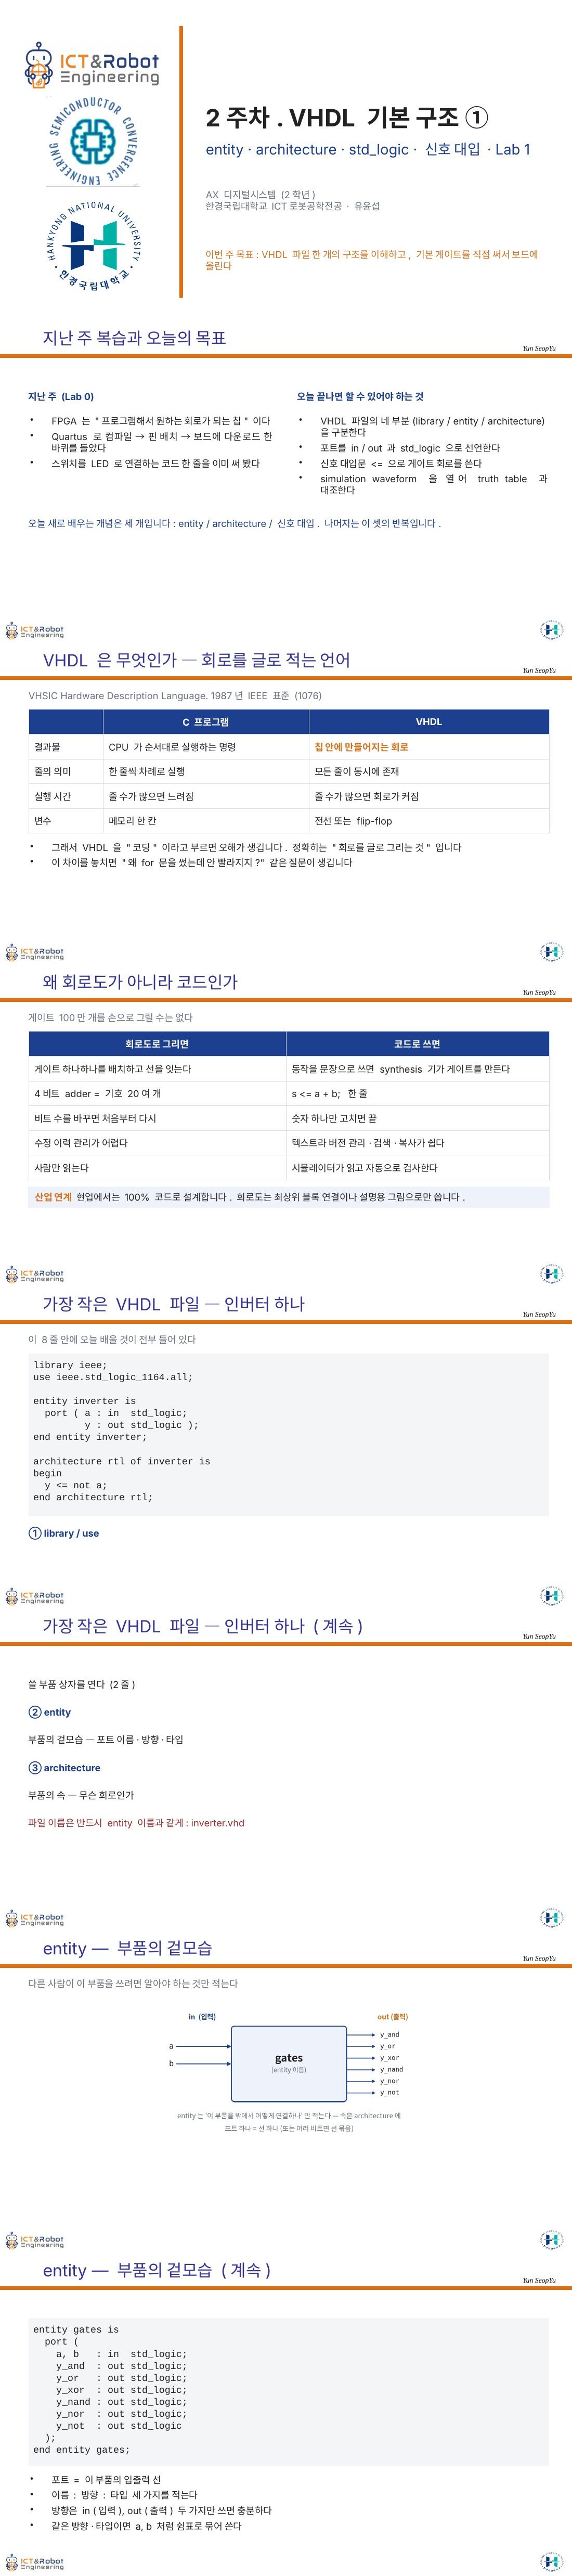 ICT&Robot
Engineering
SEMICONDUCTOR CONVERGENCE ENGINEERING
HANKYONG NATIONAL UNIVERSITY
한경국립대학교
2 주차 . VHDL 기본 구조 ①
entity · architecture · std_logic · 신호 대입 · Lab 1
AX 디지털시스템 (2 학년 )
한경국립대학교 ICT 로봇공학전공 · 유윤섭
이번 주 목표 : VHDL 파일 한 개의 구조를 이해하고 , 기본 게이트를 직접 써서 보드에
올린다
지난 주 복습과 오늘의 목표
Yun SeopYu
지난 주 (Lab 0)
• FPGA 는 " 프로그램해서 원하는 회로가 되는 칩 " 이다
• Quartus 로 컴파일 → 핀 배치 → 보드에 다운로드 한
바퀴를 돌았다
• 스위치를 LED 로 연결하는 코드 한 줄을 이미 써 봤다
오늘 끝나면 할 수 있어야 하는 것
• VHDL 파일의 네 부분 (library / entity / architecture)
을 구분한다
• 포트를 in / out 과 std_logic 으로 선언한다
• 신호 대입문 <= 으로 게이트 회로를 쓴다
• simulation waveform 을 열어 truth table 과
대조한다
오늘 새로 배우는 개념은 세 개입니다 : entity / architecture / 신호 대입 . 나머지는 이 셋의 반복입니다 .
ICT&Robot
Engineering
VHDL 은 무엇인가 — 회로를 글로 적는 언어
Yun SeopYu
VHSIC Hardware Description Language. 1987 년 IEEE 표준 (1076)
C 프로그램 VHDL
결과물 CPU 가 순서대로 실행하는 명령 칩 안에 만들어지는 회로
줄의 의미 한 줄씩 차례로 실행 모든 줄이 동시에 존재
실행 시간 줄 수가 많으면 느려짐 줄 수가 많으면 회로가 커짐
변수 메모리 한 칸 전선 또는 flip-flop
• 그래서 VHDL 을 " 코딩 " 이라고 부르면 오해가 생깁니다 . 정확히는 " 회로를 글로 그리는 것 " 입니다
• 이 차이를 놓치면 " 왜 for 문을 썼는데 안 빨라지지 ?" 같은 질문이 생깁니다
ICT&Robot
Engineering
왜 회로도가 아니라 코드인가
Yun SeopYu
게이트 100 만 개를 손으로 그릴 수는 없다
회로도로 그리면 코드로 쓰면
게이트 하나하나를 배치하고 선을 잇는다 동작을 문장으로 쓰면 synthesis 기가 게이트를 만든다
4 비트 adder = 기호 20 여 개 s <= a + b; 한 줄
비트 수를 바꾸면 처음부터 다시 숫자 하나만 고치면 끝
수정 이력 관리가 어렵다 텍스트라 버전 관리 · 검색 · 복사가 쉽다
사람만 읽는다 시뮬레이터가 읽고 자동으로 검사한다
산업 연계 현업에서는 100% 코드로 설계합니다 . 회로도는 최상위 블록 연결이나 설명용 그림으로만 씁니다 .
ICT&Robot
Engineering
가장 작은 VHDL 파일 — 인버터 하나
Yun SeopYu
이 8 줄 안에 오늘 배울 것이 전부 들어 있다
library ieee;
use ieee.std_logic_1164.all;
entity inverter is
port ( a : in std_logic;
y : out std_logic );
end entity inverter;
architecture rtl of inverter is
begin
y <= not a;
end architecture rtl;
① library / use
ICT&Robot
Engineering
가장 작은 VHDL 파일 — 인버터 하나 ( 계속 )
Yun SeopYu
쓸 부품 상자를 연다 (2 줄 )
② entity
부품의 겉모습 — 포트 이름 · 방향 · 타입
③ architecture
부품의 속 — 무슨 회로인가
파일 이름은 반드시 entity 이름과 같게 : inverter.vhd
ICT&Robot
Engineering
entity — 부품의 겉모습
Yun SeopYu
다른 사람이 이 부품을 쓰려면 알아야 하는 것만 적는다
in (입력) out (출력)
a
b
gates
(entity 이름)
y_and
y_or
y_xor
y_nand
y_nor
y_not
entity 는 '이 부품을 밖에서 어떻게 연결하나' 만 적는다 — 속은 architecture 에
포트 하나 = 선 하나 (또는 여러 비트면 선 묶음)
ICT&Robot
Engineering
entity — 부품의 겉모습 ( 계속 )
Yun SeopYu
entity gates is
port (
a, b : in std_logic;
y_and : out std_logic;
y_or : out std_logic;
y_xor : out std_logic;
y_nand : out std_logic;
y_nor : out std_logic;
y_not : out std_logic
);
end entity gates;
• 포트 = 이 부품의 입출력 선
• 이름 : 방향 : 타입 세 가지를 적는다
• 방향은 in ( 입력 ), out ( 출력 ) 두 가지만 쓰면 충분하다
• 같은 방향 · 타입이면 a, b 처럼 쉼표로 묶어 쓴다
ICT&Robot
Engineering